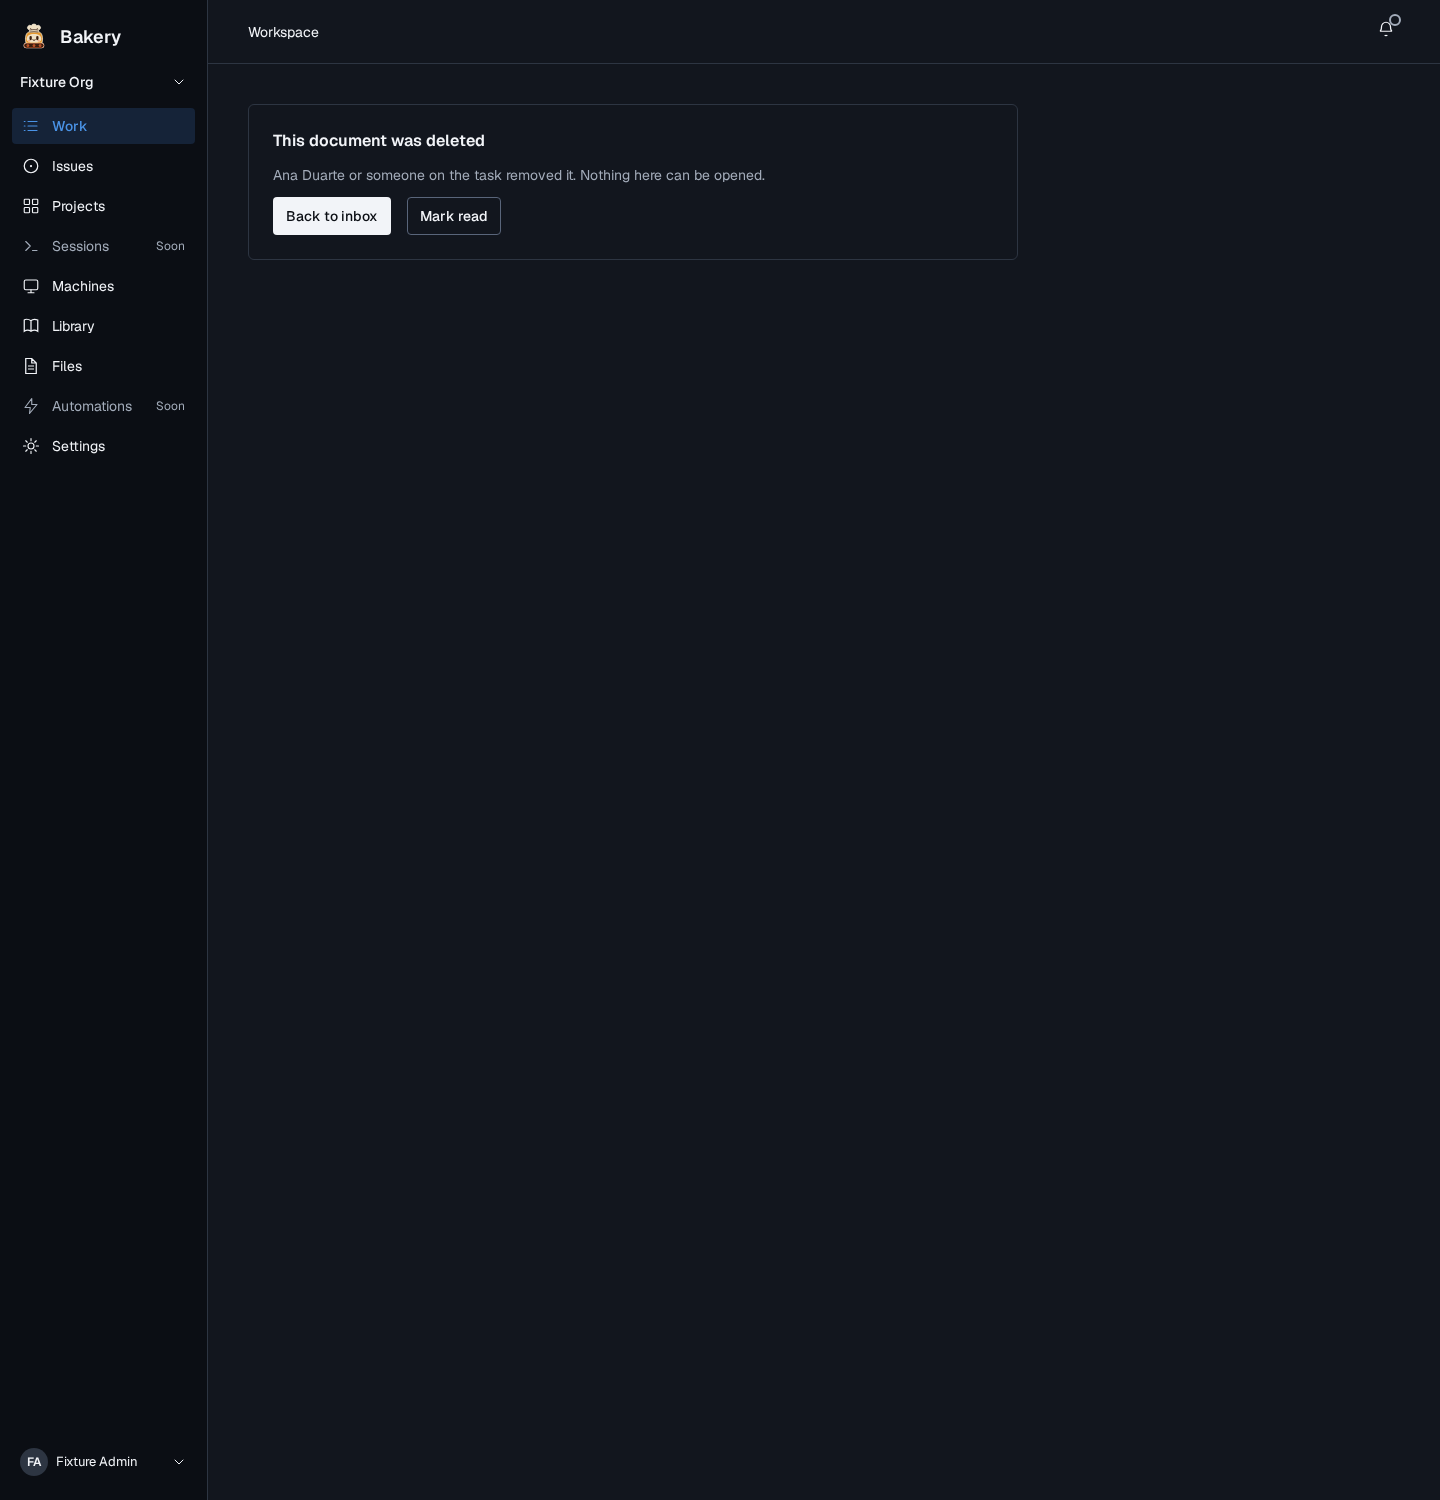 Bakery
Fixture Org
Work
Issues
Projects
Sessions Soon
Machines
Library
Files
Automations Soon
Settings
FA Fixture Admin
Workspace
This document was deleted
Ana Duarte or someone on the task removed it. Nothing here can be opened.
Back to inbox Mark read